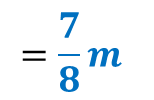 = 7/8 m